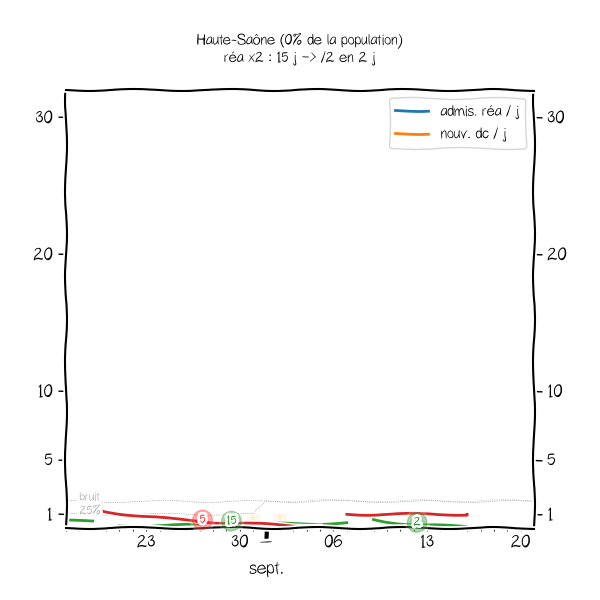 Haute-Saône (0% de la population)
réa x2 : 15 j -> /2 en 2 j
admis. réa / j
nouv. dc / j
30 30
20 20
10 10
5 5
bruit
25%
1 1
5 15 2
23 30 06 13 20
sept.